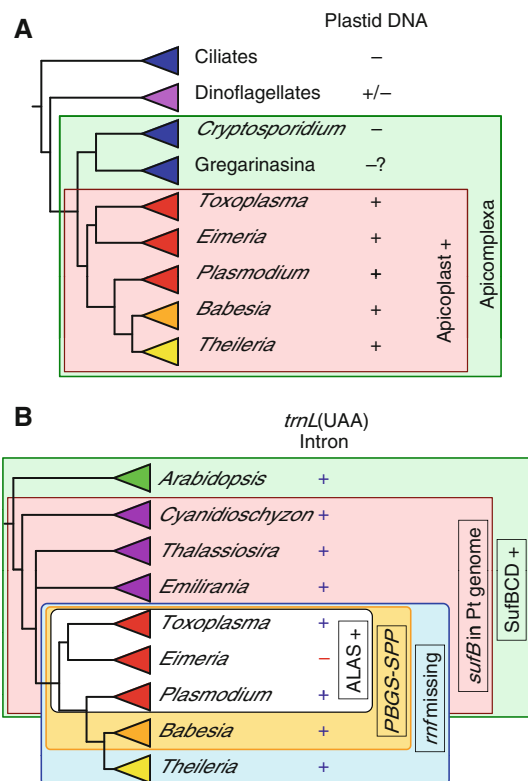 A
Plastid DNA
Ciliates –
Dinoflagellates +/–
Cryptosporidium –
Gregarinasina –?
Toxoplasma +
Eimeria +
Plasmodium +
Babesia +
Theileria +
Apicoplast +
Apicomplexa
B
trnL(UAA)
Intron
Arabidopsis +
Cyanidioschyzon +
Thalassiosira +
Emilirania +
Toxoplasma +
Eimeria –
Plasmodium +
Babesia +
Theileria +
ALAS +
PBGS-SPP
rnf missing
sufB in Pt genome
SufBCD +